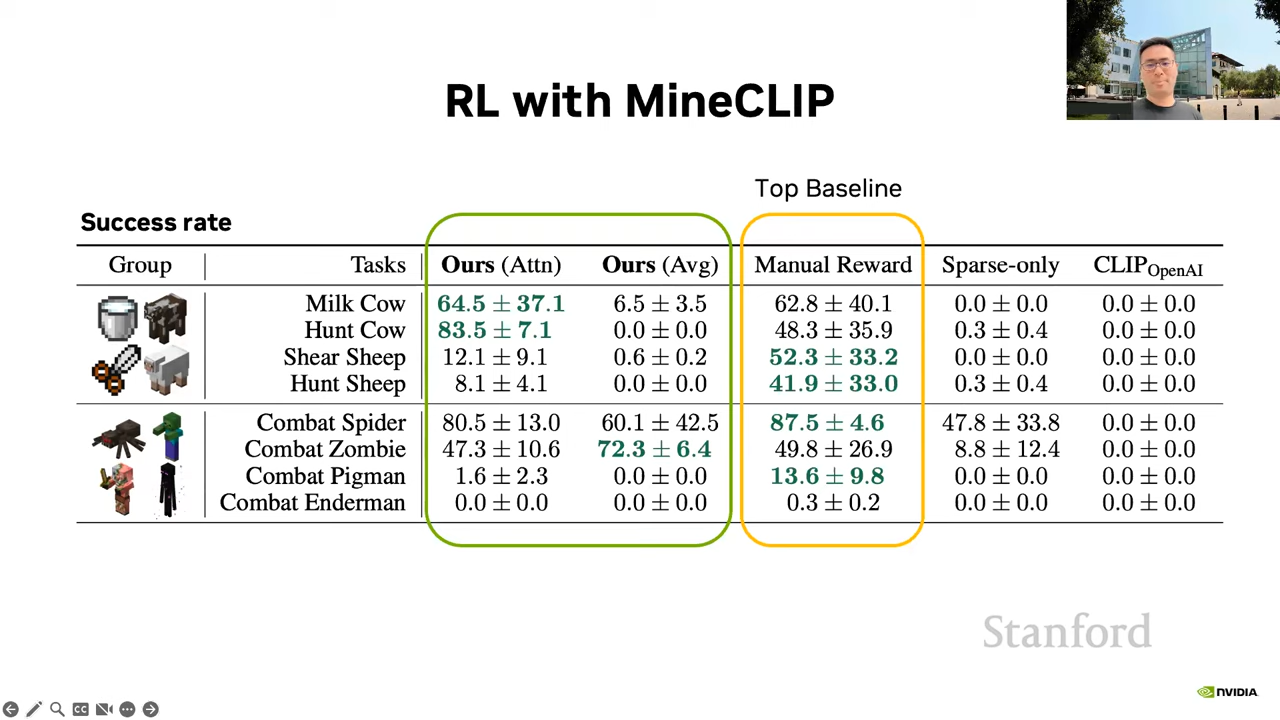 RL with MineCLIP
Top Baseline
Success rate
Group Tasks Ours (Attn) Ours (Avg) Manual Reward Sparse-only CLIPOpenAI
Milk Cow 64.5 ± 37.1 6.5 ± 3.5 62.8 ± 40.1 0.0 ± 0.0 0.0 ± 0.0
Hunt Cow 83.5 ± 7.1 0.0 ± 0.0 48.3 ± 35.9 0.3 ± 0.4 0.0 ± 0.0
Shear Sheep 12.1 ± 9.1 0.6 ± 0.2 52.3 ± 33.2 0.0 ± 0.0 0.0 ± 0.0
Hunt Sheep 8.1 ± 4.1 0.0 ± 0.0 41.9 ± 33.0 0.3 ± 0.4 0.0 ± 0.0
Combat Spider 80.5 ± 13.0 60.1 ± 42.5 87.5 ± 4.6 47.8 ± 33.8 0.0 ± 0.0
Combat Zombie 47.3 ± 10.6 72.3 ± 6.4 49.8 ± 26.9 8.8 ± 12.4 0.0 ± 0.0
Combat Pigman 1.6 ± 2.3 0.0 ± 0.0 13.6 ± 9.8 0.0 ± 0.0 0.0 ± 0.0
Combat Enderman 0.0 ± 0.0 0.0 ± 0.0 0.3 ± 0.2 0.0 ± 0.0 0.0 ± 0.0
Stanford
NVIDIA
CC